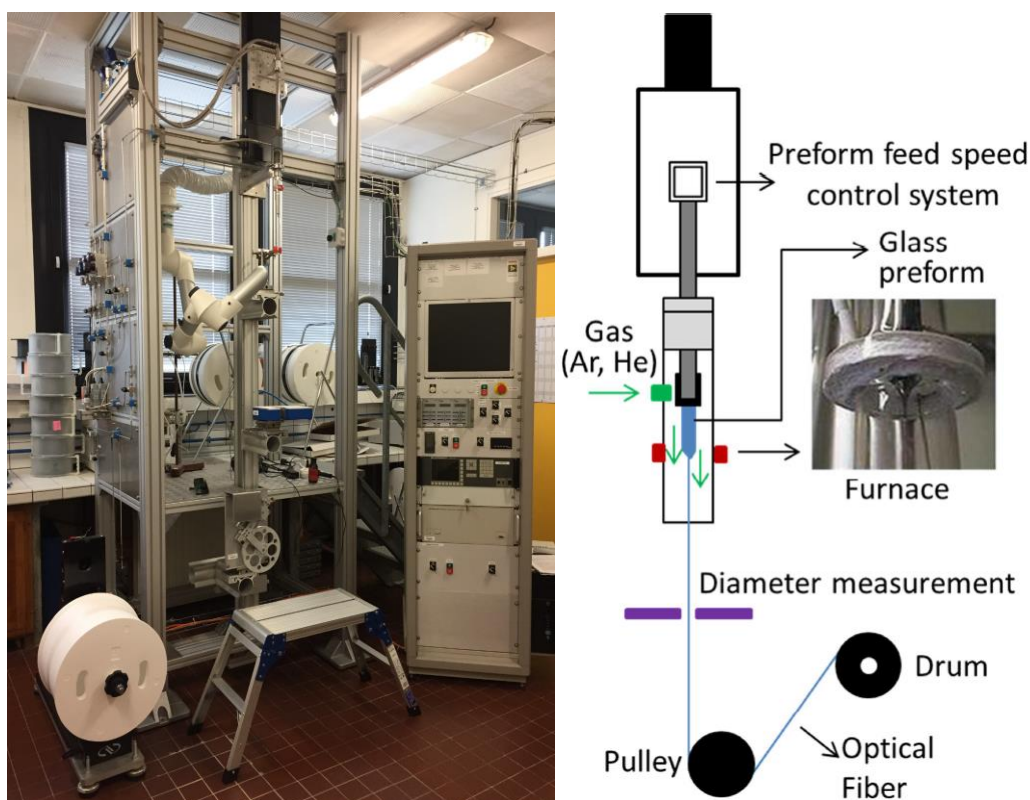 Preform feed speed
control system
Glass
preform
Gas
(Ar, He)
Furnace
Diameter measurement
Drum
Pulley
Optical
Fiber